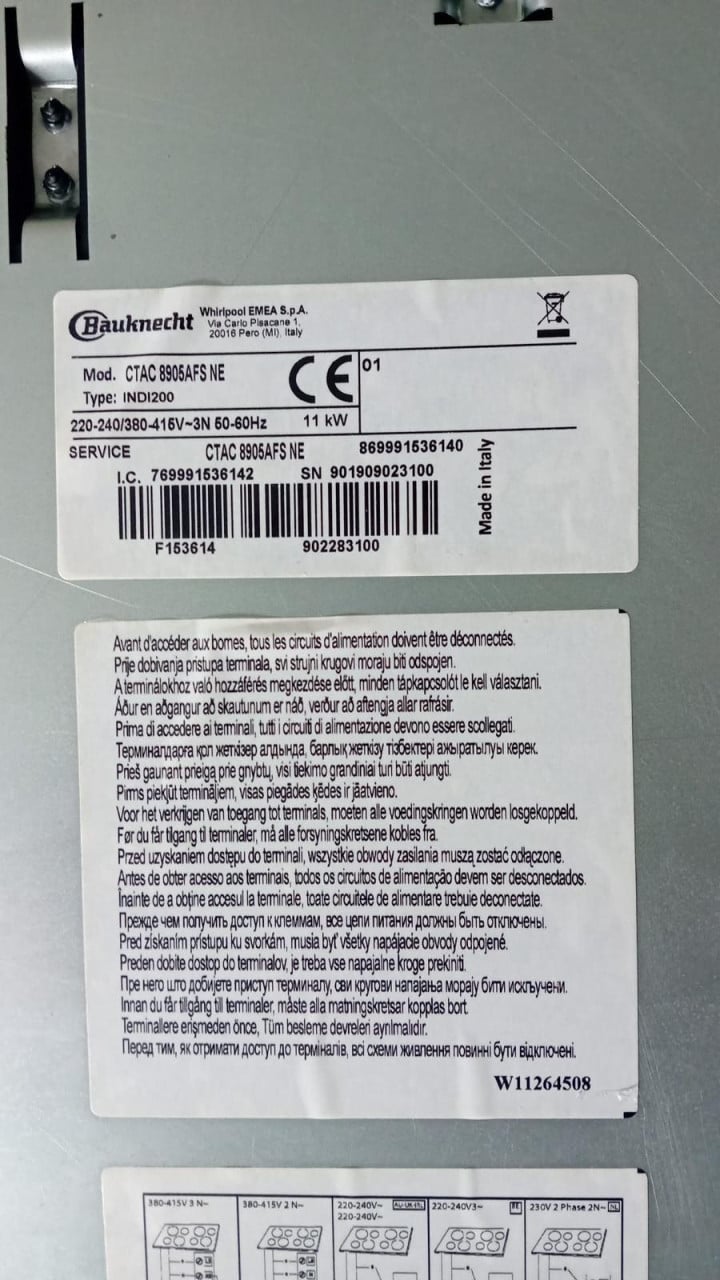 Bauknecht
Whirlpool EMEA S.p.A.
Via Carlo Pisacane 1,
20016 Pero (MI), Italy
Mod. CTAC 8905AFS NE
Type: INDI200
CE 01
220-240/380-415V~3N 50-60Hz 11 kW
SERVICE CTAC 8905AFS NE 869991536140
I.C. 769991536142 SN 901909023100
F153614 902283100
Made in Italy
Avant d'accéder aux bornes, tous les circuits d'alimentation doivent être déconnectés.
Prije dobivanja pristupa terminala, svi strujni krugovi moraju biti odspojen.
A terminálokhoz való hozzáférés megkezdése előtt, minden tápkapcsolót le kell választani.
Áður en aðgangur að skautunum er náð, verður að aftengja allar rafrásir.
Prima di accedere ai terminali, tutti i circuiti di alimentazione devono essere scollegati.
Терминалдарға қол жеткізер алдында, барлық жеткізу тізбектері ажыратылуы керек.
Prieš gaunant prieigą prie gnybtų, visi tiekimo grandiniai turi būti atjungti.
Pirms piekļūt termināļiem, visas piegādes ķēdes ir jāatvieno.
Voor het verkrijgen van toegang tot terminals, moeten alle voedingskringen worden losgekoppeld.
Før du får tilgang til terminaler, må alle forsyningskretsene kobles fra.
Przed uzyskaniem dostępu do terminali, wszystkie obwody zasilania muszą zostać odłączone.
Antes de obter acesso aos terminais, todos os circuitos de alimentação devem ser desconectados.
Înainte de a obține accesul la terminale, toate circuitele de alimentare trebuie deconectate.
Прежде чем получить доступ к клеммам, все цепи питания должны быть отключены.
Pred získaním prístupu ku svorkám, musia byť všetky napájacie obvody odpojené.
Preden dobite dostop do terminalov, je treba vse napajalne kroge prekiniti.
Пре него што добијете приступ терминалу, сви кругови напајања морају бити искључени.
Innan du får tillgång till terminaler, måste alla matningskretsar kopplas bort.
Terminallere erişmeden önce, Tüm besleme devreleri ayrılmalıdır.
Перед тим, як отримати доступ до терміналів, всі схеми живлення повинні бути відключені.
W11264508
380-415V 3 N~ 380-415V 2 N~ 220-240V~ 220-240V3~ BE 230V 2 Phase 2N~ NL
220-240V~